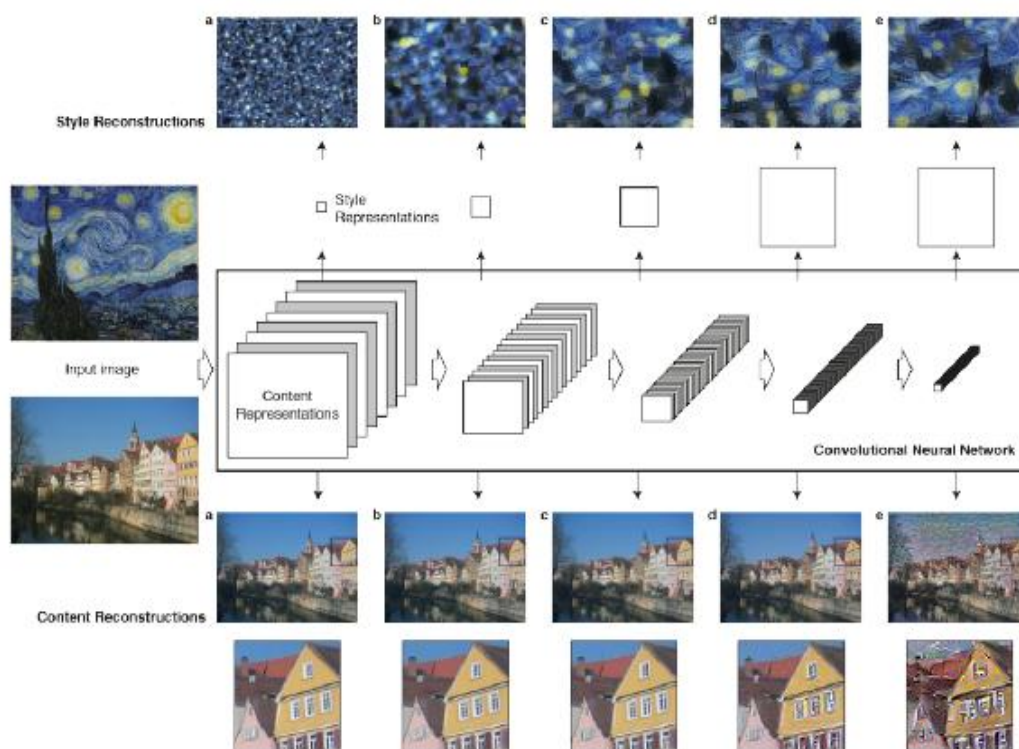 a b c d e
Style Reconstructions
Style
Representations
Input image
Content
Representations
Convolutional Neural Network
a b c d e
Content Reconstructions